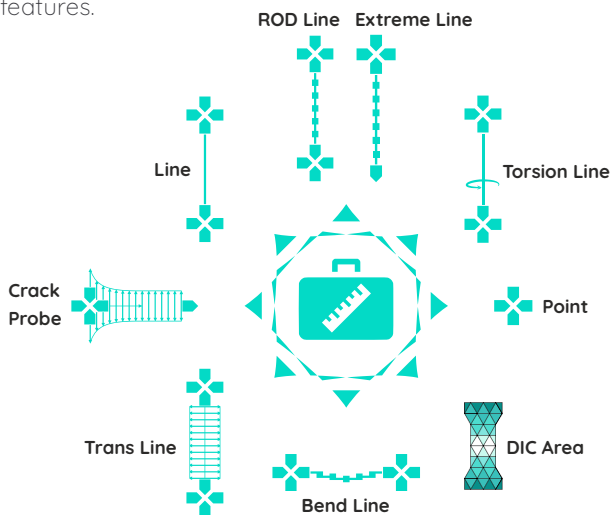 features.
ROD Line Extreme Line
Line
Torsion Line
Crack
Probe
Point
Trans Line
DIC Area
Bend Line